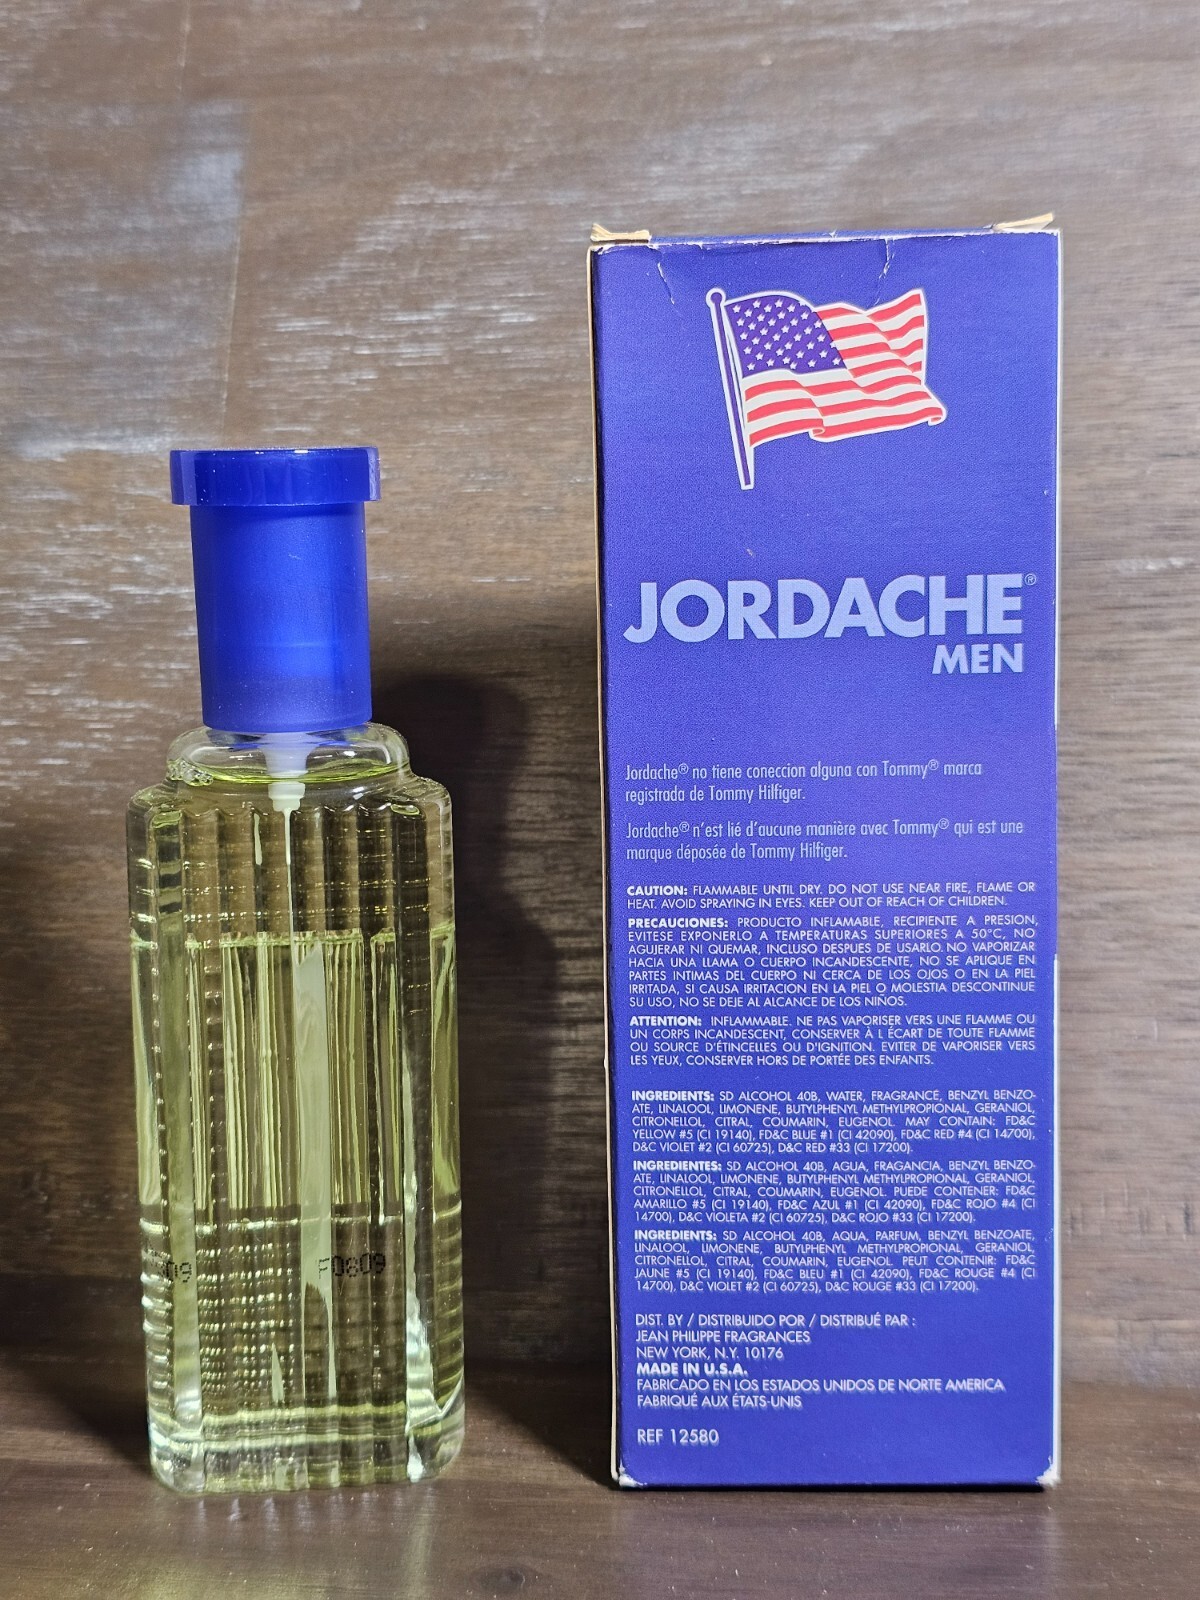 F0809
JORDACHE®
MEN
Jordache® no tiene coneccion alguna con Tommy® marca
registrada de Tommy Hilfiger.
Jordache® n'est lié d'aucune manière avec Tommy® qui est une
marque déposée de Tommy Hilfiger.
CAUTION: FLAMMABLE UNTIL DRY. DO NOT USE NEAR FIRE, FLAME OR
HEAT. AVOID SPRAYING IN EYES. KEEP OUT OF REACH OF CHILDREN.
PRECAUCIONES: PRODUCTO INFLAMABLE, RECIPIENTE A PRESION,
EVITESE EXPONERLO A TEMPERATURAS SUPERIORES A 50°C, NO
AGUJERAR NI QUEMAR, INCLUSO DESPUES DE USARLO. NO VAPORIZAR
HACIA UNA LLAMA O CUERPO INCANDESCENTE, NO SE APLIQUE EN
PARTES INTIMAS DEL CUERPO NI CERCA DE LOS OJOS O EN LA PIEL
IRRITADA, SI CAUSA IRRITACION EN LA PIEL O MOLESTIA DESCONTINUE
SU USO, NO SE DEJE AL ALCANCE DE LOS NIÑOS.
ATTENTION: INFLAMMABLE. NE PAS VAPORISER VERS UNE FLAMME OU
UN CORPS INCANDESCENT, CONSERVER À L ÉCART DE TOUTE FLAMME
OU SOURCE D'ÉTINCELLES OU D'IGNITION. EVITER DE VAPORISER VERS
LES YEUX, CONSERVER HORS DE PORTÉE DES ENFANTS.
INGREDIENTS: SD ALCOHOL 40B, WATER, FRAGRANCE, BENZYL BENZO-
ATE, LINALOOL, LIMONENE, BUTYLPHENYL METHYLPROPIONAL, GERANIOL,
CITRONELLOL, CITRAL, COUMARIN, EUGENOL. MAY CONTAIN: FD&C
YELLOW #5 (CI 19140), FD&C BLUE #1 (CI 42090), FD&C RED #4 (CI 14700),
D&C VIOLET #2 (CI 60725), D&C RED #33 (CI 17200).
INGREDIENTES: SD ALCOHOL 40B, AGUA, FRAGANCIA, BENZYL BENZO-
ATE, LINALOOL, LIMONENE, BUTYLPHENYL METHYLPROPIONAL, GERANIOL,
CITRONELLOL, CITRAL, COUMARIN, EUGENOL. PUEDE CONTENER: FD&C
AMARILLO #5 (CI 19140), FD&C AZUL #1 (CI 42090), FD&C ROJO #4 (CI
14700), D&C VIOLETA #2 (CI 60725), D&C ROJO #33 (CI 17200).
INGREDIENTS: SD ALCOHOL 40B, AQUA, PARFUM, BENZYL BENZOATE,
LINALOOL, LIMONENE, BUTYLPHENYL METHYLPROPIONAL, GERANIOL,
CITRONELLOL, CITRAL, COUMARIN, EUGENOL. PEUT CONTENIR: FD&C
JAUNE #5 (CI 19140), FD&C BLEU #1 (CI 42090), FD&C ROUGE #4 (CI
14700), D&C VIOLET #2 (CI 60725), D&C ROUGE #33 (CI 17200).
DIST. BY / DISTRIBUIDO POR / DISTRIBUÉ PAR :
JEAN PHILIPPE FRAGRANCES
NEW YORK, N.Y. 10176
MADE IN U.S.A.
FABRICADO EN LOS ESTADOS UNIDOS DE NORTE AMERICA
FABRIQUÉ AUX ÉTATS-UNIS
REF 12580